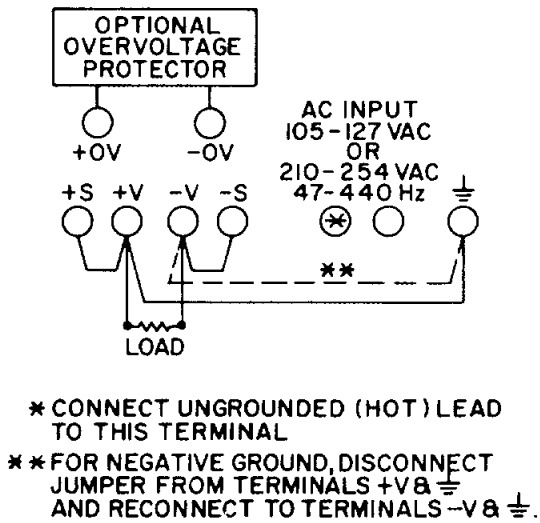 OPTIONAL
OVERVOLTAGE
PROTECTOR
+OV
-OV
AC INPUT
105-127 VAC
OR
210-254 VAC
47-440 Hz
+S +V -V -S
*
**
LOAD
* CONNECT UNGROUNDED (HOT) LEAD
TO THIS TERMINAL
** FOR NEGATIVE GROUND, DISCONNECT
JUMPER FROM TERMINALS +V & ⏚
AND RECONNECT TO TERMINALS -V & ⏚.